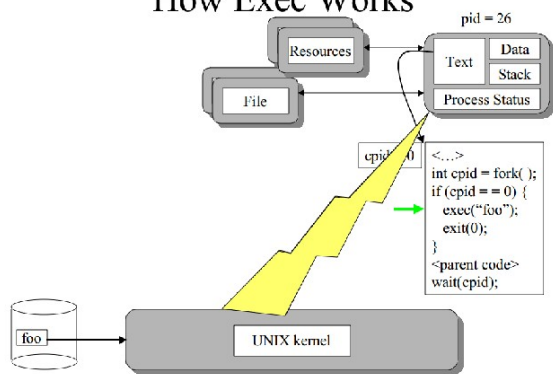 How Exec Works
pid = 26
Resources
Text
Data
Stack
File
Process Status
cpid = 0
<…>
int cpid = fork( );
if (cpid = = 0) {
exec(“foo”);
exit(0);
}
<parent code>
wait(cpid);
foo
UNIX kernel